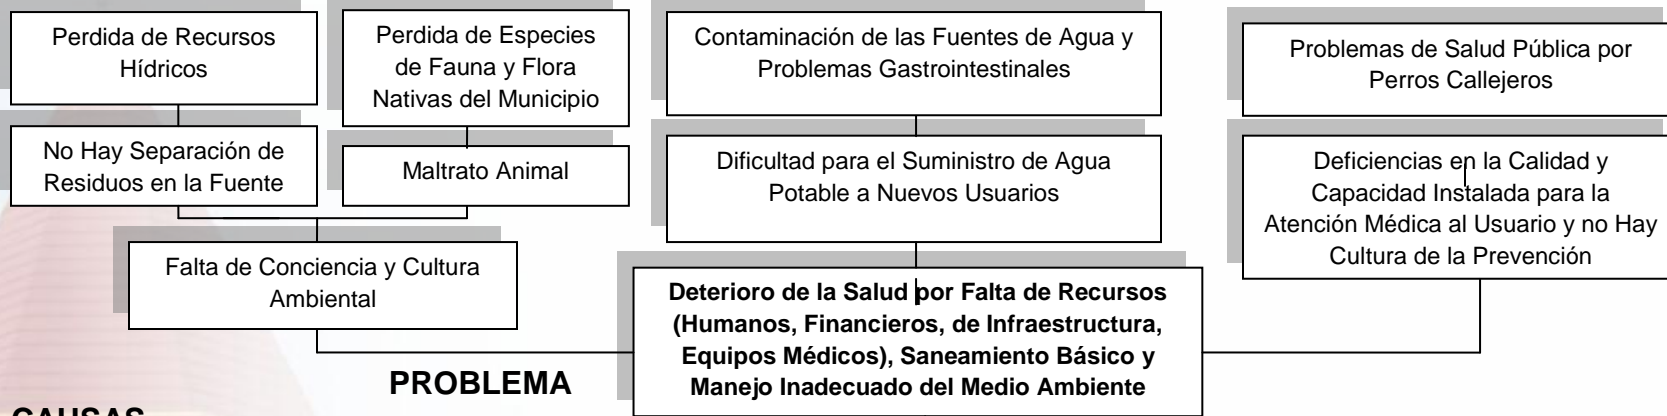 Perdida de Recursos
Hídricos
Perdida de Especies
de Fauna y Flora
Nativas del Municipio
Contaminación de las Fuentes de Agua y
Problemas Gastrointestinales
Problemas de Salud Pública por
Perros Callejeros
No Hay Separación de
Residuos en la Fuente
Maltrato Animal
Dificultad para el Suministro de Agua
Potable a Nuevos Usuarios
Deficiencias en la Calidad y
Capacidad Instalada para la
Atención Médica al Usuario y no Hay
Cultura de la Prevención
Falta de Conciencia y Cultura
Ambiental
Deterioro de la Salud por Falta de Recursos
(Humanos, Financieros, de Infraestructura,
Equipos Médicos), Saneamiento Básico y
Manejo Inadecuado del Medio Ambiente
PROBLEMA
CAUSAS